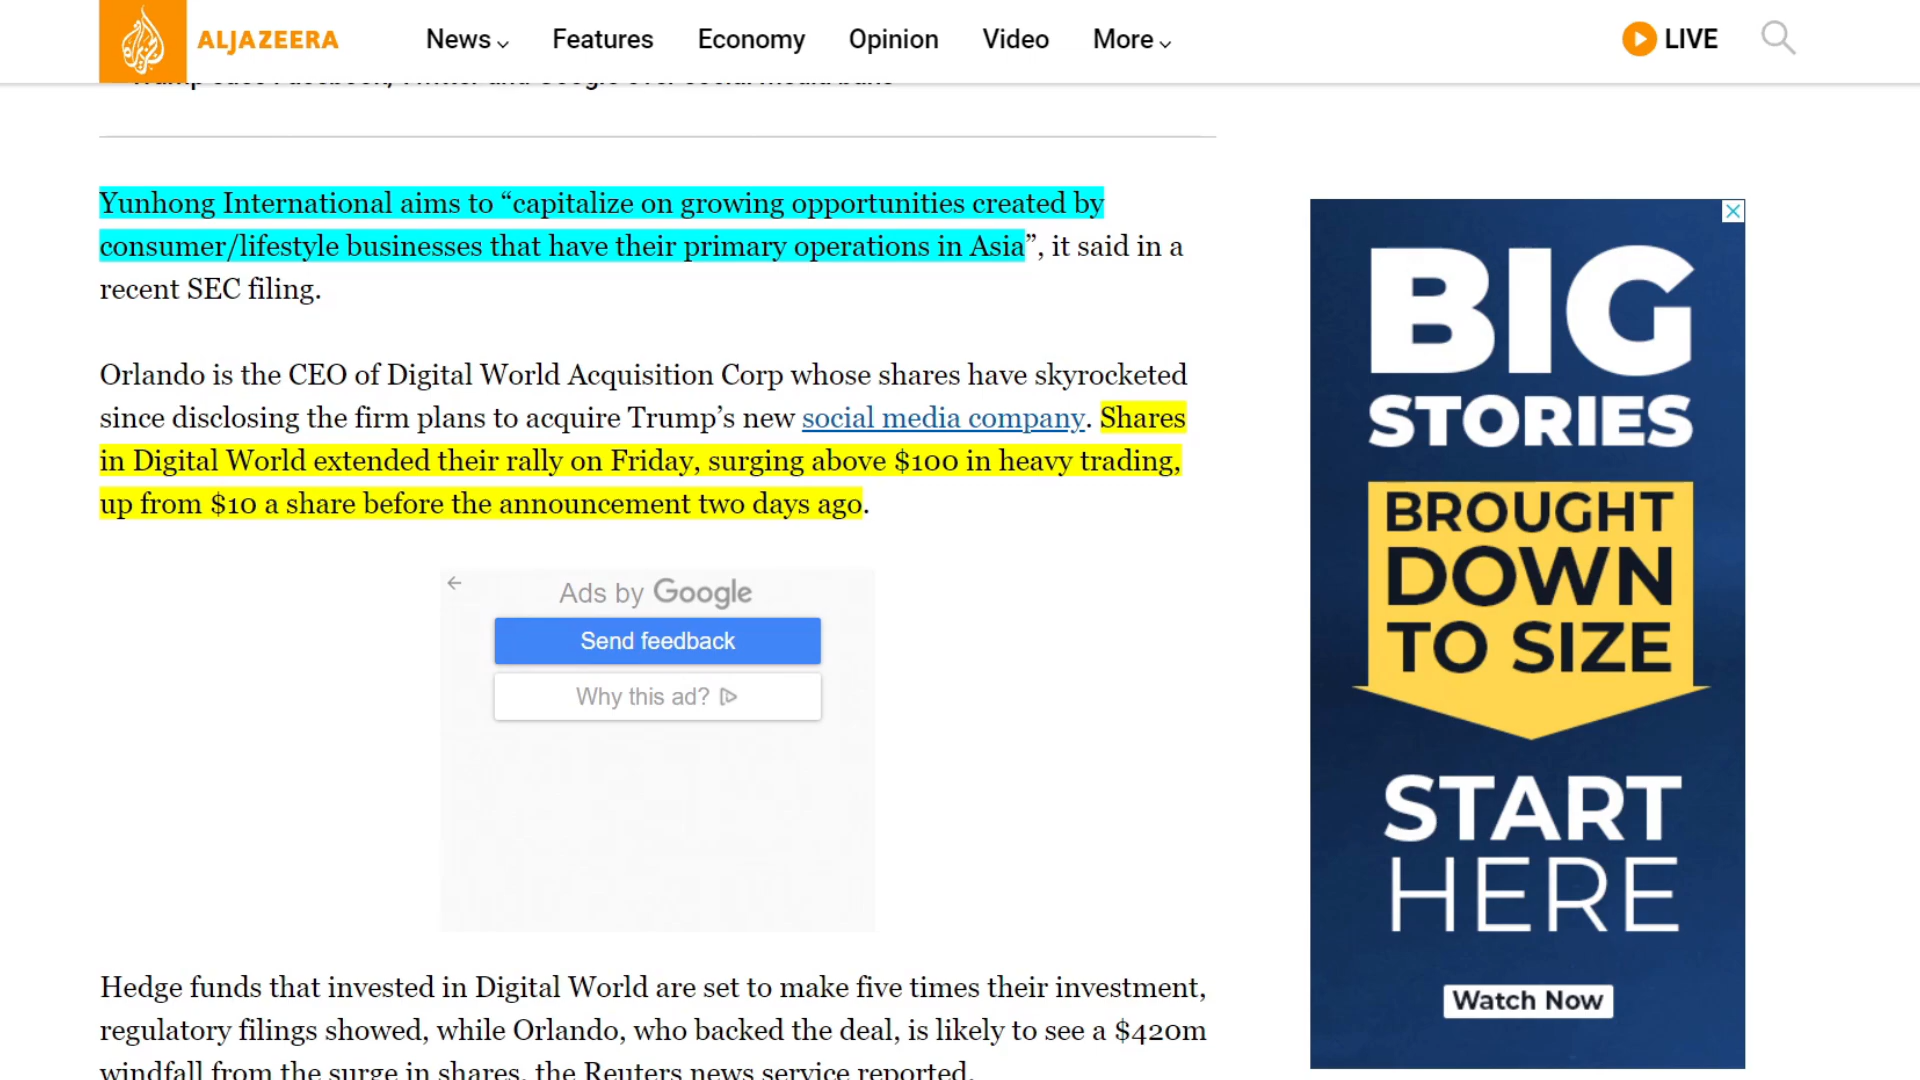 ALJAZEERA
News
Features
Economy
Opinion
Video
More
LIVE
Yunhong International aims to “capitalize on growing opportunities created by
consumer/lifestyle businesses that have their primary operations in Asia”, it said in a
recent SEC filing.
Orlando is the CEO of Digital World Acquisition Corp whose shares have skyrocketed
since disclosing the firm plans to acquire Trump’s new social media company. Shares
in Digital World extended their rally on Friday, surging above $100 in heavy trading,
up from $10 a share before the announcement two days ago.
Ads by Google
Send feedback
Why this ad?
Hedge funds that invested in Digital World are set to make five times their investment,
regulatory filings showed, while Orlando, who backed the deal, is likely to see a $420m
windfall from the surge in shares, the Reuters news service reported.
BIG
STORIES
BROUGHT
DOWN
TO SIZE
START
HERE
Watch Now